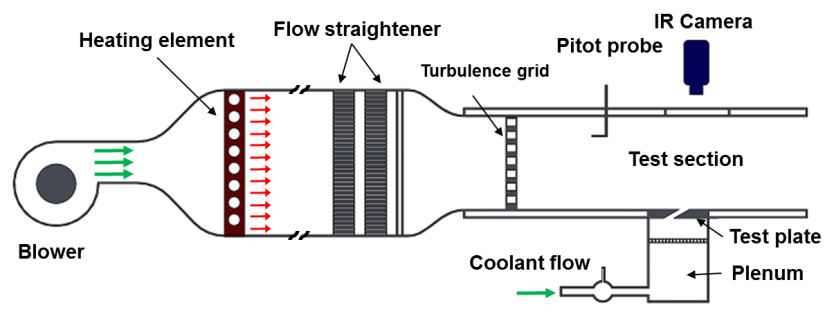 IR Camera
Flow straightener
Heating element
Pitot probe
Turbulence grid
Test section
Test plate
Blower
Coolant flow
Plenum